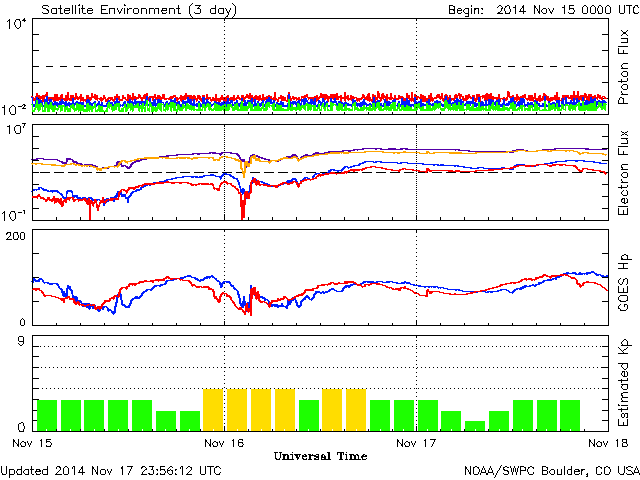 Satellite Environment (3 day) Begin: 2014 Nov 15 0000 UTC
10^4
10^-2
Proton Flux
10^7
10^-1
Electron Flux
200
0
GOES Hp
9
0
Estimated Kp
Nov 15 Nov 16 Nov 17 Nov 18
Universal Time
Updated 2014 Nov 17 23:56:12 UTC NOAA/SWPC Boulder, CO USA